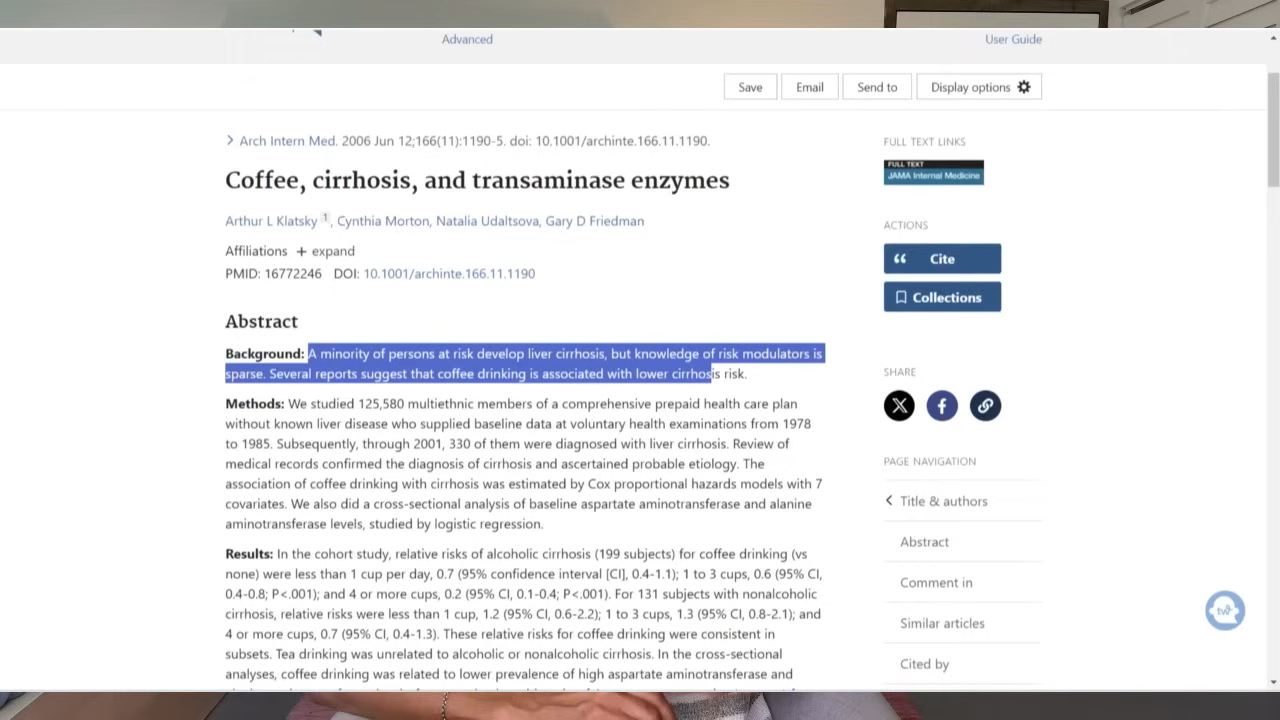 Advanced
User Guide
Save
Email
Send to
Display options
Arch Intern Med. 2006 Jun 12;166(11):1190-5. doi: 10.1001/archinte.166.11.1190.
Coffee, cirrhosis, and transaminase enzymes
Arthur L Klatsky 1, Cynthia Morton, Natalia Udaltsova, Gary D Friedman
Affiliations + expand
PMID: 16772246 DOI: 10.1001/archinte.166.11.1190
Abstract
Background: A minority of persons at risk develop liver cirrhosis, but knowledge of risk modulators is
sparse. Several reports suggest that coffee drinking is associated with lower cirrhosis risk.
Methods: We studied 125,580 multiethnic members of a comprehensive prepaid health care plan
without known liver disease who supplied baseline data at voluntary health examinations from 1978
to 1985. Subsequently, through 2001, 330 of them were diagnosed with liver cirrhosis. Review of
medical records confirmed the diagnosis of cirrhosis and ascertained probable etiology. The
association of coffee drinking with cirrhosis was estimated by Cox proportional hazards models with 7
covariates. We also did a cross-sectional analysis of baseline aspartate aminotransferase and alanine
aminotransferase levels, studied by logistic regression.
Results: In the cohort study, relative risks of alcoholic cirrhosis (199 subjects) for coffee drinking (vs
none) were less than 1 cup per day, 0.7 (95% confidence interval [CI], 0.4-1.1); 1 to 3 cups, 0.6 (95% CI,
0.4-0.8; P<.001); and 4 or more cups, 0.2 (95% CI, 0.1-0.4; P<.001). For 131 subjects with nonalcoholic
cirrhosis, relative risks were less than 1 cup, 1.2 (95% CI, 0.6-2.2); 1 to 3 cups, 1.3 (95% CI, 0.8-2.1); and
4 or more cups, 0.7 (95% CI, 0.4-1.3). These relative risks for coffee drinking were consistent in
subsets. Tea drinking was unrelated to alcoholic or nonalcoholic cirrhosis. In the cross-sectional
analyses, coffee drinking was related to lower prevalence of high aspartate aminotransferase and
FULL TEXT LINKS
FULL TEXT
JAMA Internal Medicine
ACTIONS
Cite
Collections
SHARE
PAGE NAVIGATION
Title & authors
Abstract
Comment in
Similar articles
Cited by